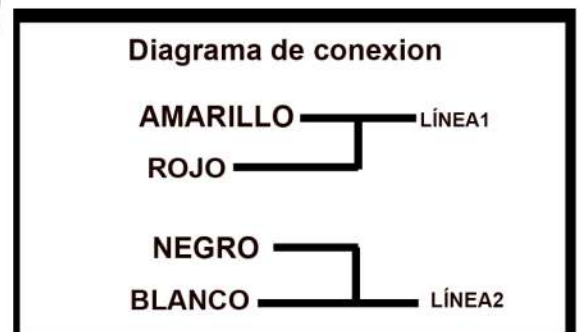 Diagrama de conexion
AMARILLO LÍNEA1
ROJO
NEGRO
BLANCO LÍNEA2